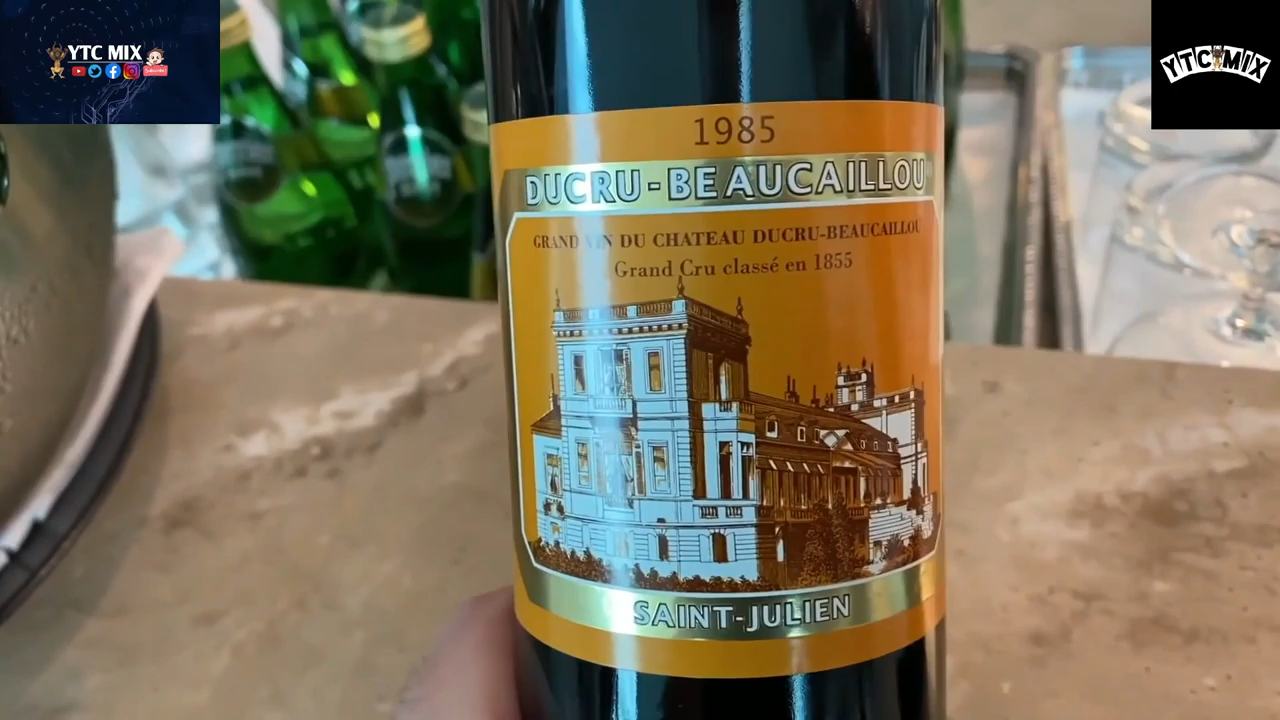 YTC MIX
Subscribe
YTC MIX
1985
DUCRU-BEAUCAILLOU
GRAND VIN DU CHATEAU DUCRU-BEAUCAILLOU
Grand Cru classé en 1855
SAINT-JULIEN